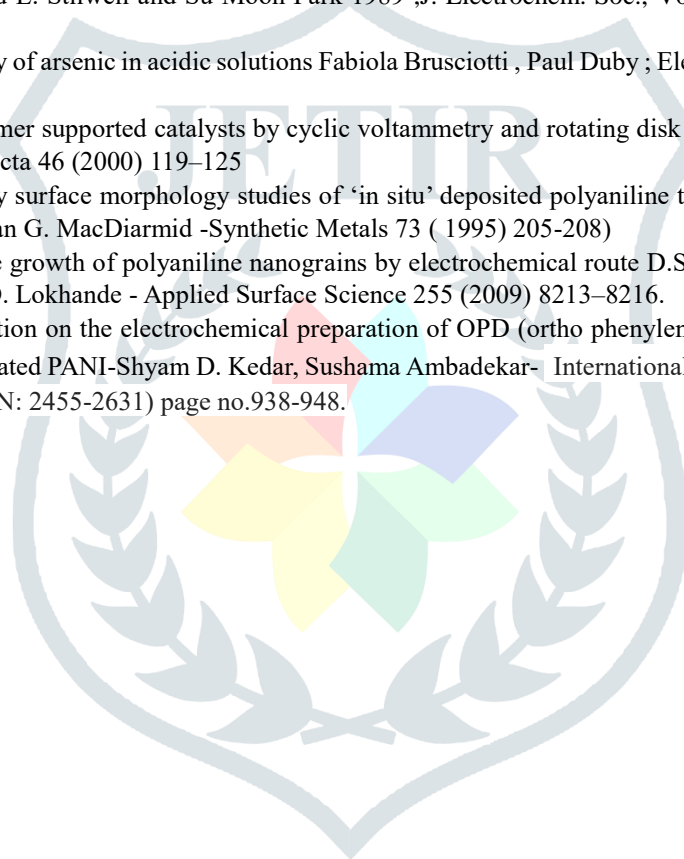 d E. Stilwell and Su-Moon Park 1989 ,J. Electrochem. Soc., Vo
y of arsenic in acidic solutions Fabiola Brusciotti , Paul Duby ; Ele
JETIR
mer supported catalysts by cyclic voltammetry and rotating disk
cta 46 (2000) 119–125
y surface morphology studies of ‘in situ’ deposited polyaniline t
an G. MacDiarmid -Synthetic Metals 73 ( 1995) 205-208)
e growth of polyaniline nanograins by electrochemical route D.S
D. Lokhande - Applied Surface Science 255 (2009) 8213–8216.
tion on the electrochemical preparation of OPD (ortho phenylen
ated PANI-Shyam D. Kedar, Sushama Ambadekar- International
N: 2455-2631) page no.938-948.